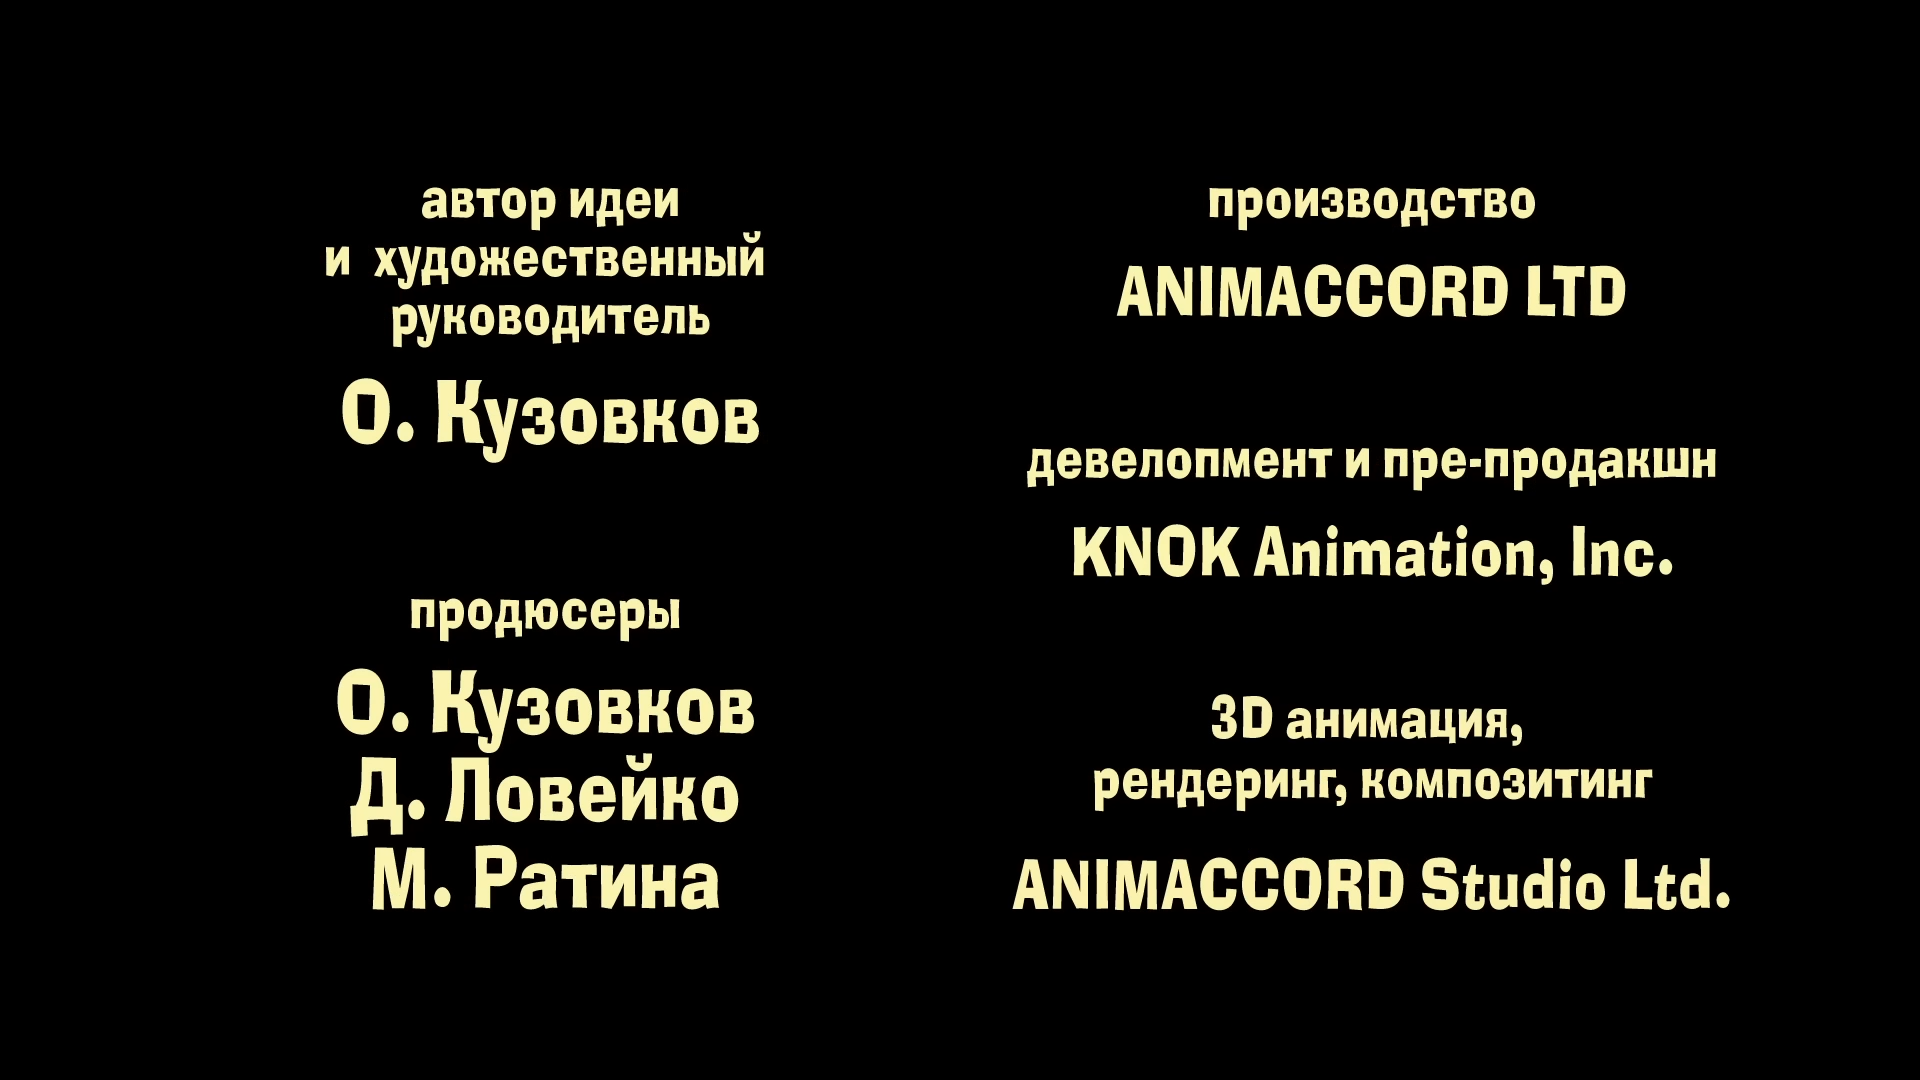 автор идеи
и художественный
руководитель
О. Кузовков
продюсеры
О. Кузовков
Д. Ловейко
М. Ратина
производство
ANIMACCORD LTD
девелопмент и пре-продакшн
KNOK Animation, Inc.
3D анимация,
рендеринг, композитинг
ANIMACCORD Studio Ltd.